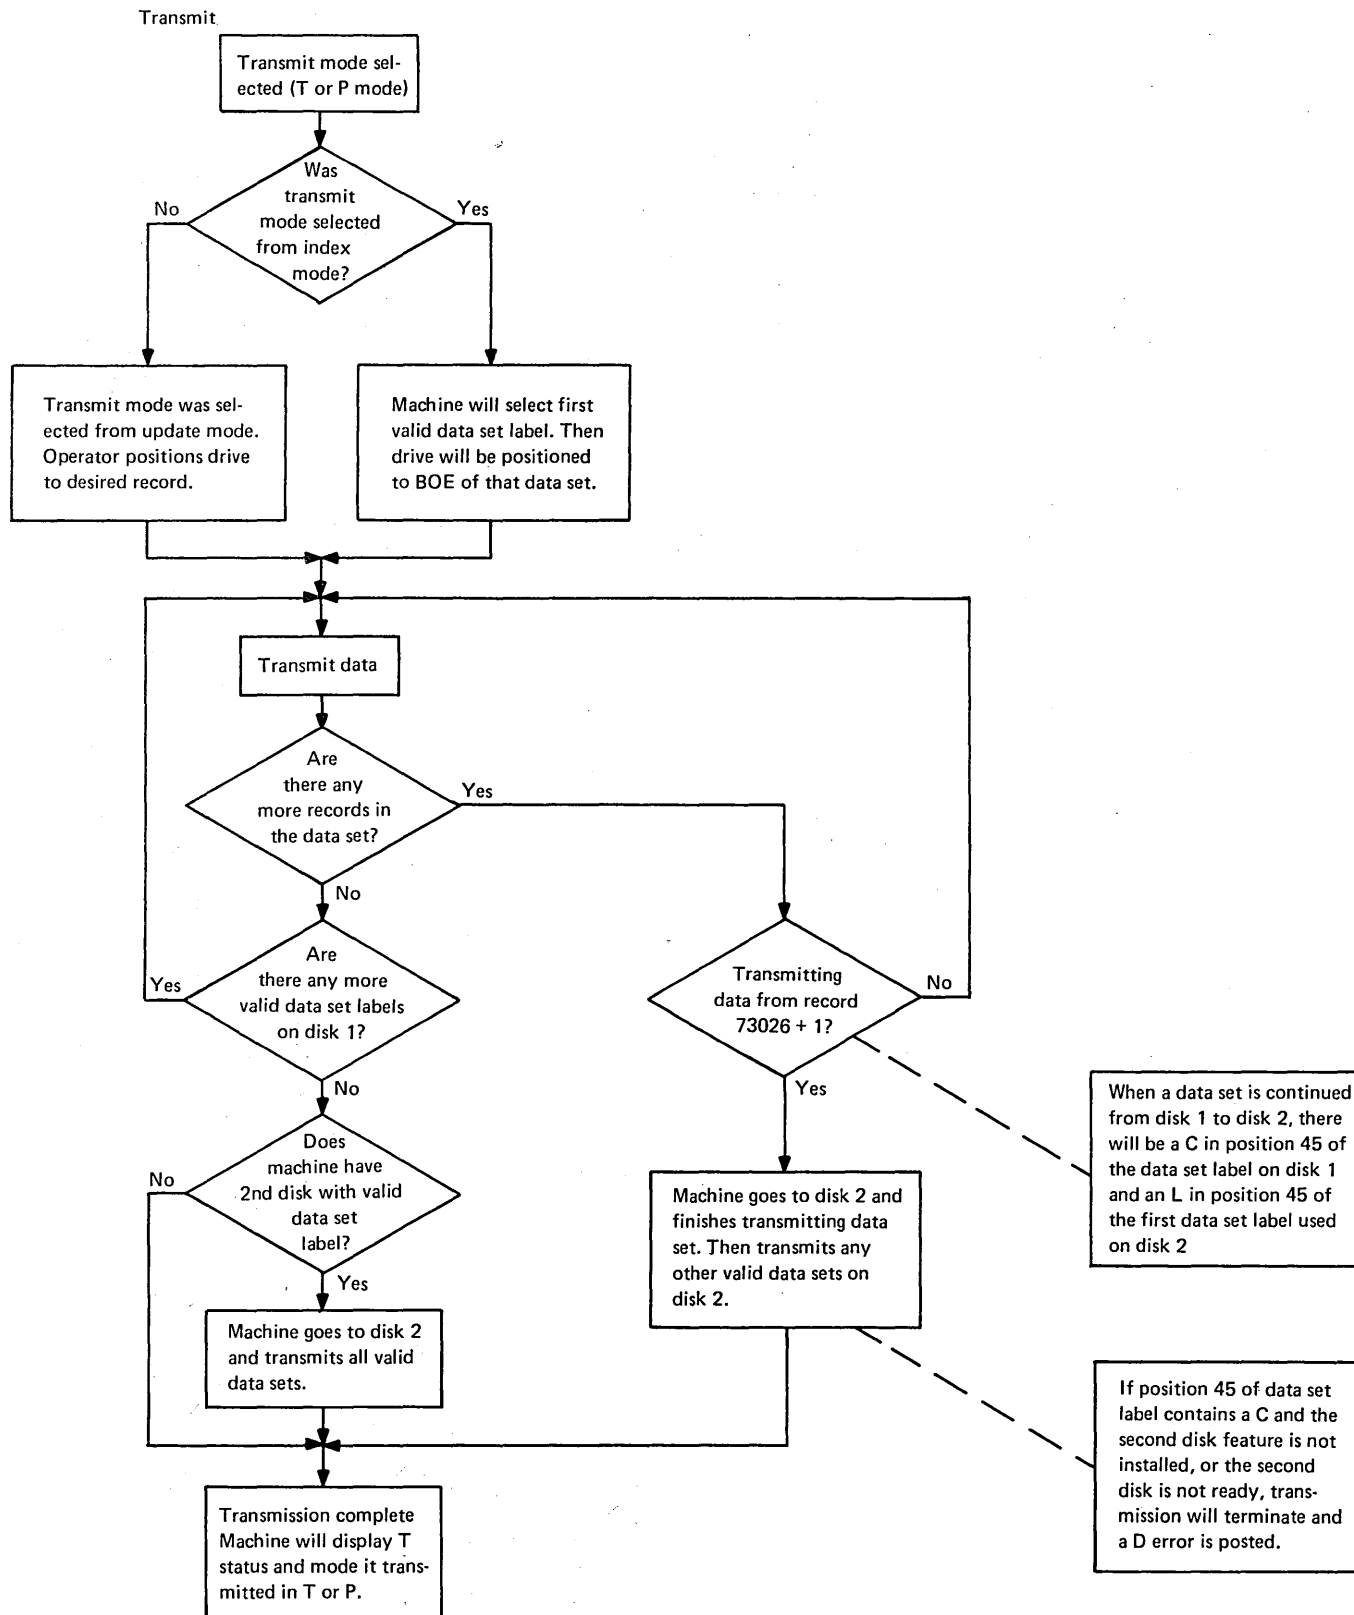 Transmit
Transmit mode sel-
ected (T or P mode)
Was
transmit
mode selected
from index
mode?
No
Yes
Transmit mode was sel-
ected from update mode.
Operator positions drive
to desired record.
Machine will select first
valid data set label. Then
drive will be positioned
to BOE of that data set.
Transmit data
Are
there any
more records in
the data set?
Yes
No
Are
there any more
valid data set labels
on disk 1?
Yes
No
Transmitting
data from record
73026 + 1?
No
Yes
When a data set is continued
from disk 1 to disk 2, there
will be a C in position 45 of
the data set label on disk 1
and an L in position 45 of
the first data set label used
on disk 2
Does
machine have
2nd disk with valid
data set
label?
No
Yes
Machine goes to disk 2 and
finishes transmitting data
set. Then transmits any
other valid data sets on
disk 2.
Machine goes to disk 2
and transmits all valid
data sets.
If position 45 of data set
label contains a C and the
second disk feature is not
installed, or the second
disk is not ready, trans-
mission will terminate and
a D error is posted.
Transmission complete
Machine will display T
status and mode it trans-
mitted in T or P.